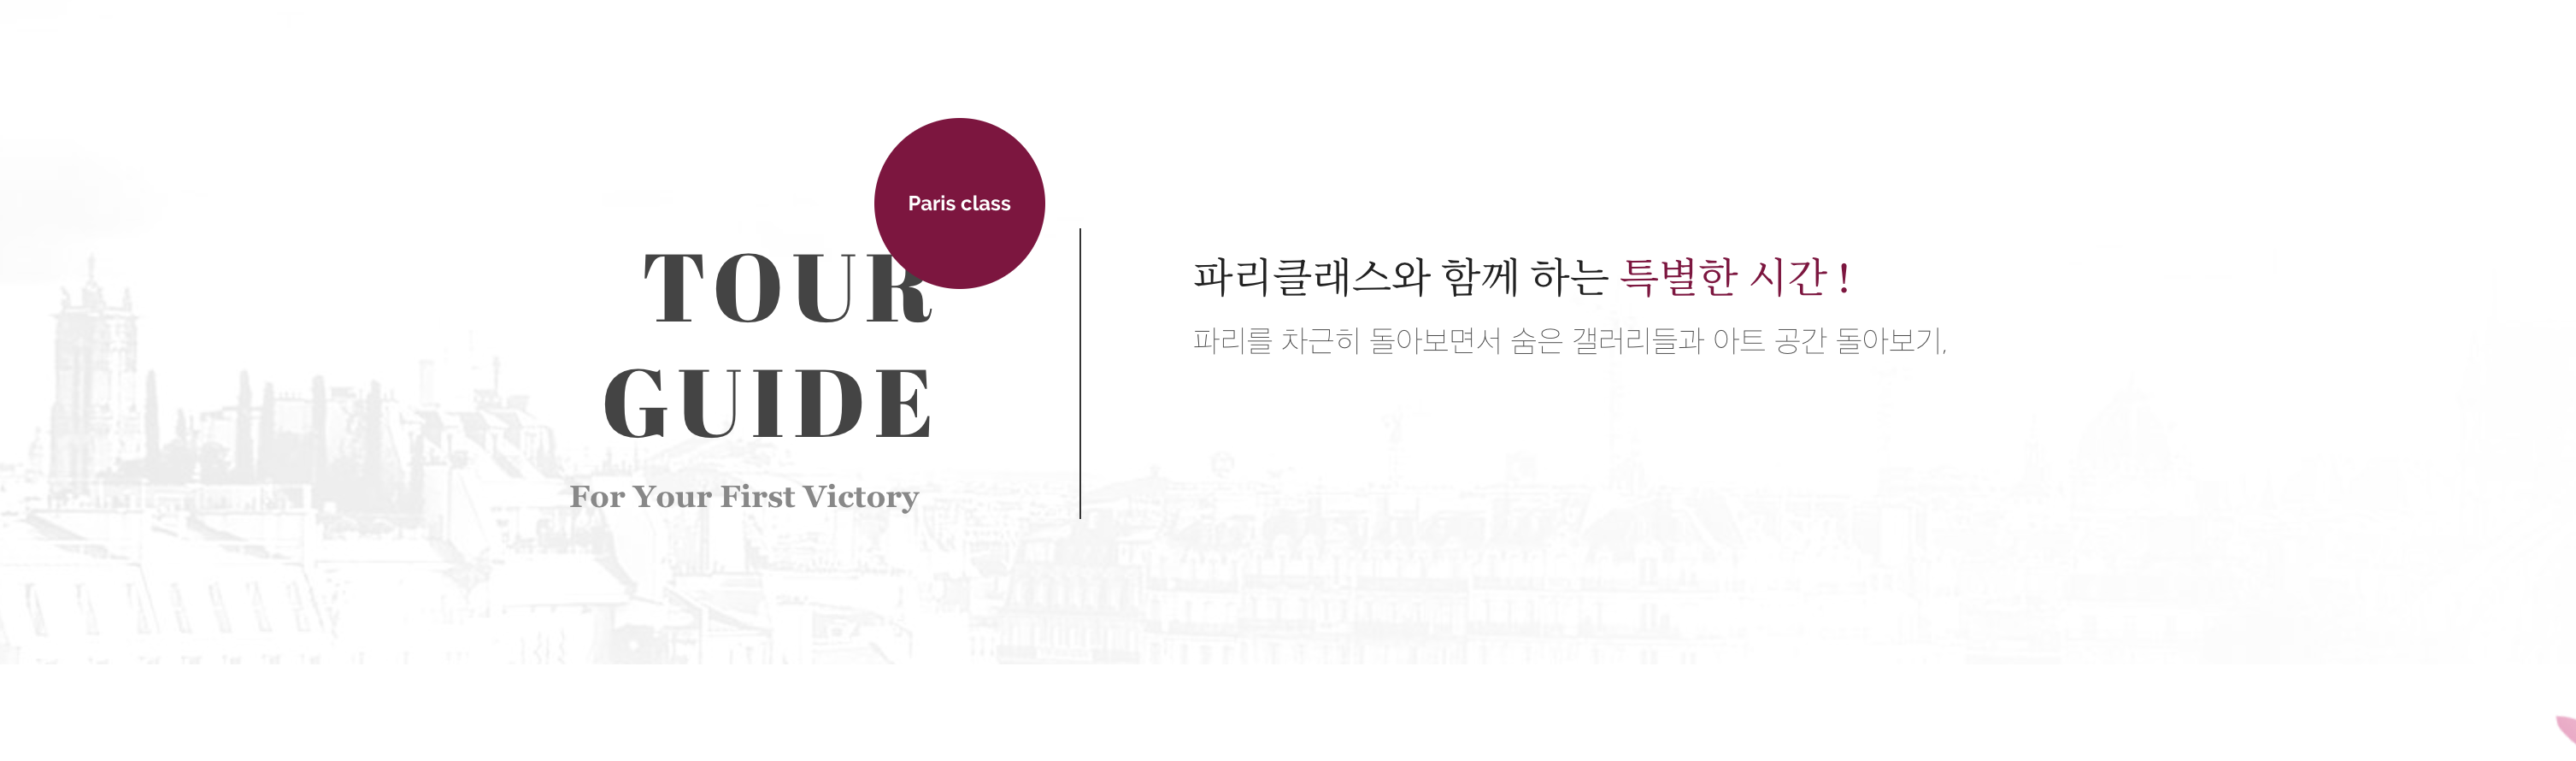 Paris class
TOUR
GUIDE
For Your First Victory
파리클래스와 함께 하는 특별한 시간 !
파리를 차근히 돌아보면서 숨은 갤러리들과 아트 공간 돌아보기,